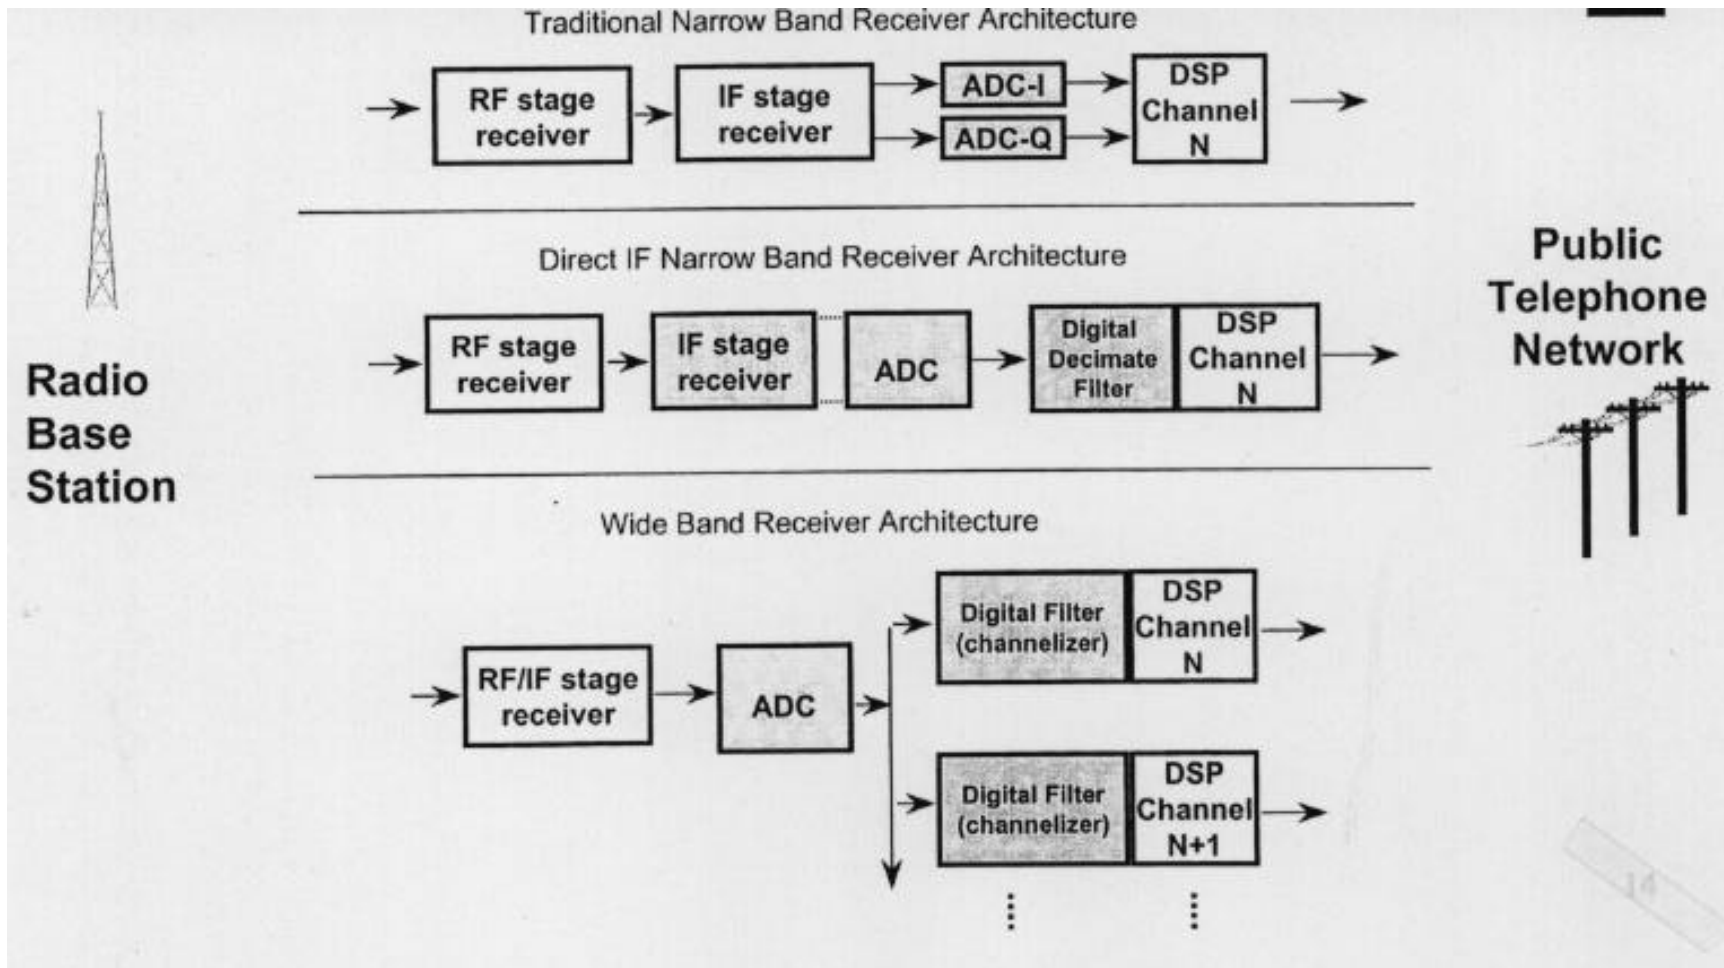 Traditional Narrow Band Receiver Architecture
RF stage
receiver
IF stage
receiver
ADC-I
ADC-Q
DSP
Channel
N
Direct IF Narrow Band Receiver Architecture
RF stage
receiver
IF stage
receiver
ADC
Digital
Decimate
Filter
DSP
Channel
N
Radio
Base
Station
Public
Telephone
Network
Wide Band Receiver Architecture
RF/IF stage
receiver
ADC
Digital Filter
(channelizer)
DSP
Channel
N
Digital Filter
(channelizer)
DSP
Channel
N+1
14